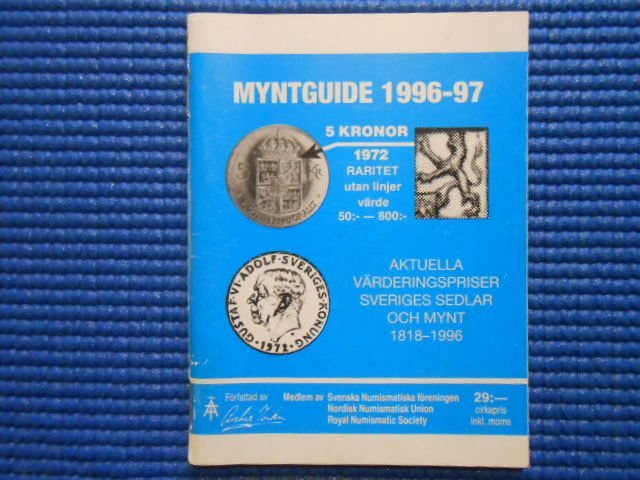 MYNTGUIDE 1996-97
5 KRONOR
1972
RARITET
utan linjer
värde
50:- — 800:-
5 KR
GUSTAF·VI·ADOLF·SVERIGES·KONUNG
·1972·
AKTUELLA
VÄRDERINGSPRISER
SVERIGES SEDLAR
OCH MYNT
1818–1996
Författad av
Medlem av Svenska Numismatiska föreningen
Nordisk Numismatisk Union
Royal Numismatic Society
29:—
cirkapris
inkl. moms